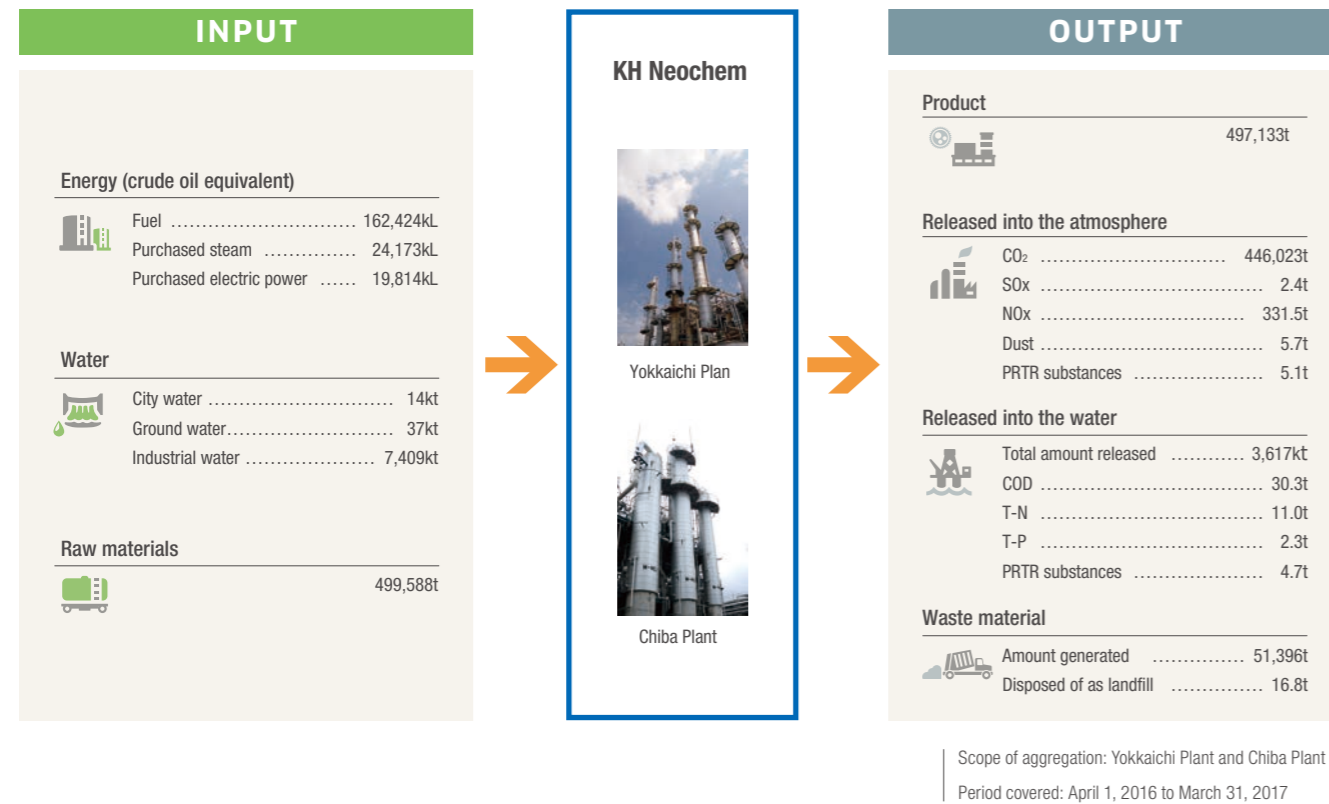 INPUT
Energy (crude oil equivalent)
Fuel .............................. 162,424kL
Purchased steam ............... 24,173kL
Purchased electric power ...... 19,814kL
Water
City water .............................. 14kt
Ground water........................... 37kt
Industrial water ..................... 7,409kt
Raw materials
499,588t
KH Neochem
Yokkaichi Plan
Chiba Plant
OUTPUT
Product
497,133t
Released into the atmosphere
CO₂ .............................. 446,023t
SOx .................................... 2.4t
NOx ................................. 331.5t
Dust .................................... 5.7t
PRTR substances ..................... 5.1t
Released into the water
Total amount released ............ 3,617kt
COD .................................... 30.3t
T-N .................................... 11.0t
T-P .................................... 2.3t
PRTR substances ..................... 4.7t
Waste material
Amount generated ............... 51,396t
Disposed of as landfill ............... 16.8t
Scope of aggregation: Yokkaichi Plant and Chiba Plant
Period covered: April 1, 2016 to March 31, 2017